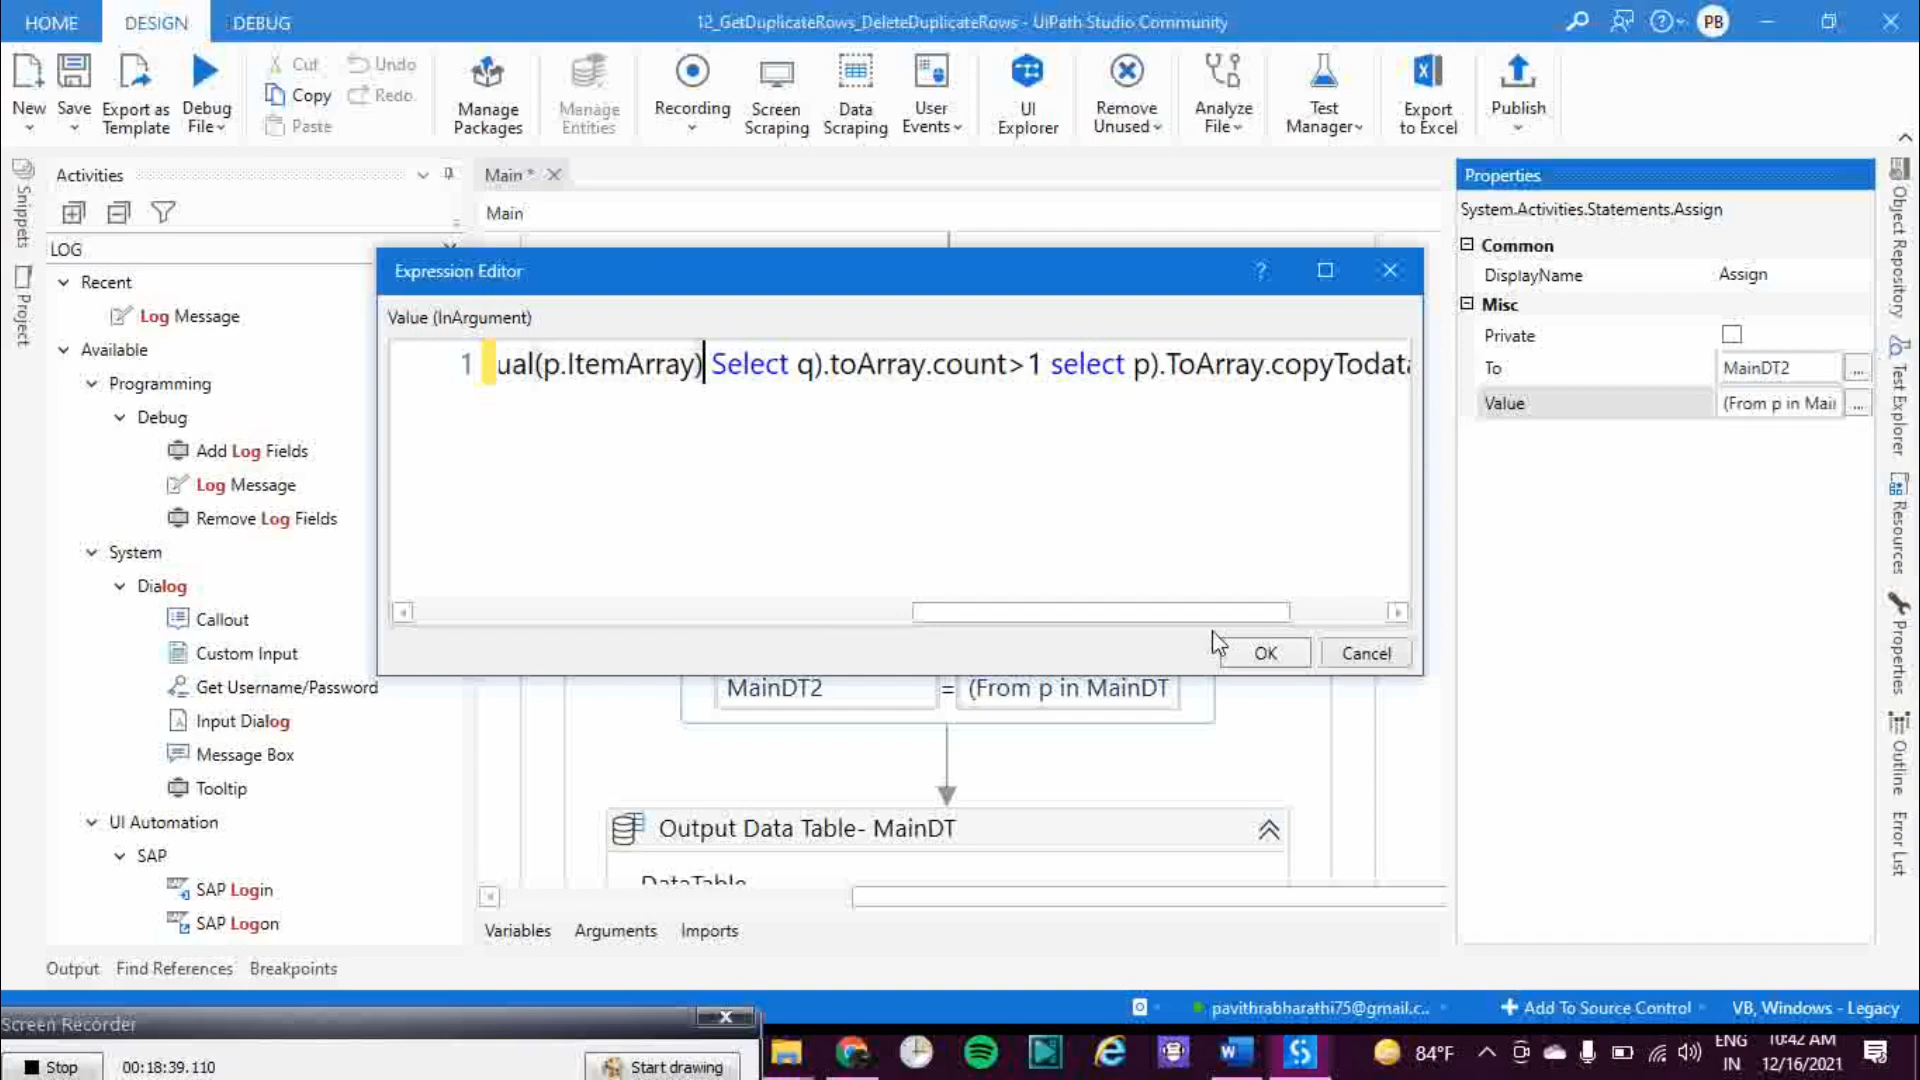 HOME DESIGN DEBUG
12_GetDuplicateRows_DeleteDuplicateRows - UiPath Studio Community
PB
New
Save
Export as
Template
Debug
File
Cut
Copy
Paste
Undo
Redo
Manage
Packages
Manage
Entities
Recording
Screen
Scraping
Data
Scraping
User
Events
UI
Explorer
Remove
Unused
Analyze
File
Test
Manager
Export
to Excel
Publish
Snippets
Project
Activities
LOG
Recent
Log Message
Available
Programming
Debug
Add Log Fields
Log Message
Remove Log Fields
System
Dialog
Callout
Custom Input
Get Username/Password
Input Dialog
Message Box
Tooltip
UI Automation
SAP
SAP Login
SAP Logon
Main *
Main
Expression Editor
Value (InArgument)
1 ual(p.ItemArray) Select q).toArray.count>1 select p).ToArray.copyTodata
OK Cancel
MainDT2 = (From p in MainDT
Output Data Table- MainDT
DataTable
Variables Arguments Imports
Properties
System.Activities.Statements.Assign
Common
DisplayName Assign
Misc
Private
To MainDT2 ...
Value (From p in Mai ...
Object Repository
Test Explorer
Resources
Properties
Outline
Error List
Output Find References Breakpoints
pavithrabharathi75@gmail.c...
Add To Source Control
VB, Windows - Legacy
Screen Recorder
Stop 00:18:39.110 Start drawing
84°F
ENG
IN
10:42 AM
12/16/2021